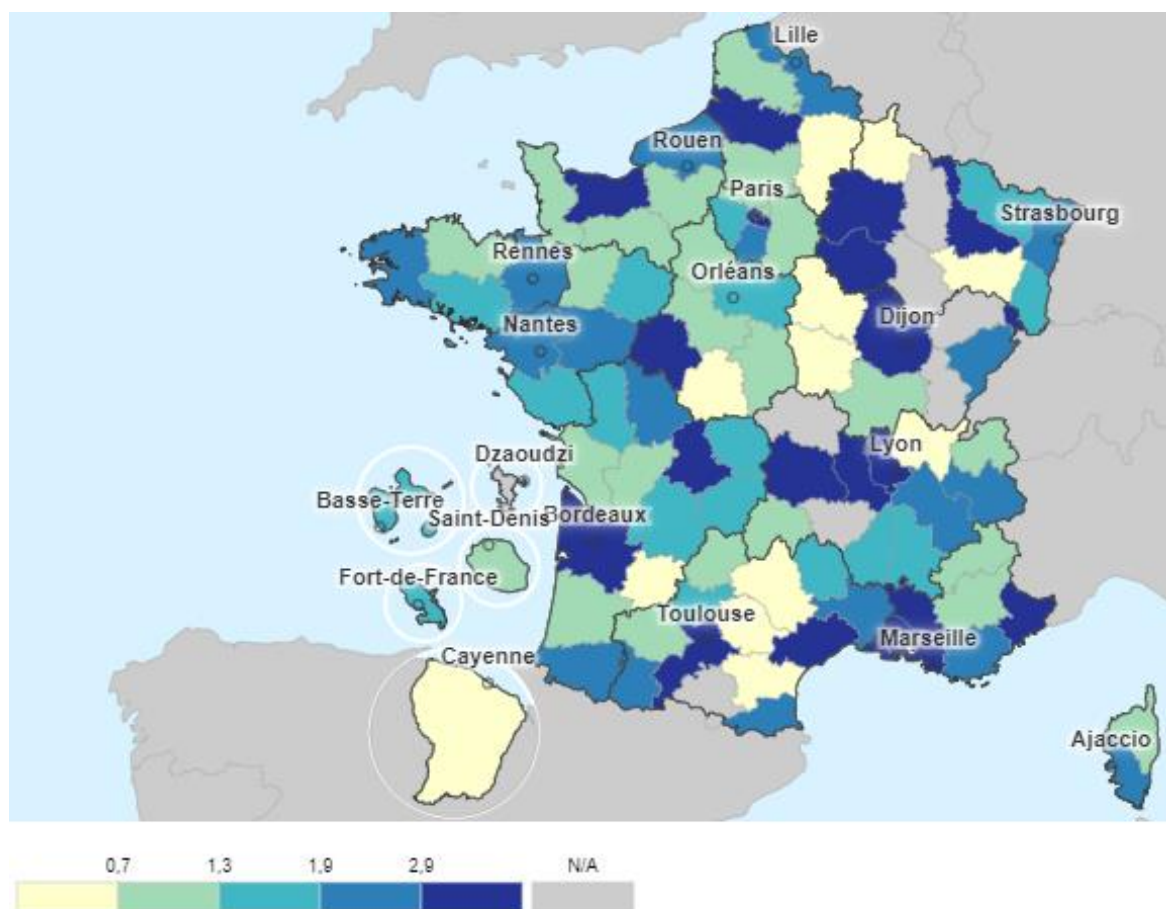 Lille
Rouen
Paris
Strasbourg
Rennes
Orléans
Nantes
Dijon
Lyon
Dzaoudzi
Basse-Terre
Saint-Denis
Bordeaux
Fort-de-France
Toulouse
Marseille
Cayenne
Ajaccio
0,7 1,3 1,9 2,9 N/A